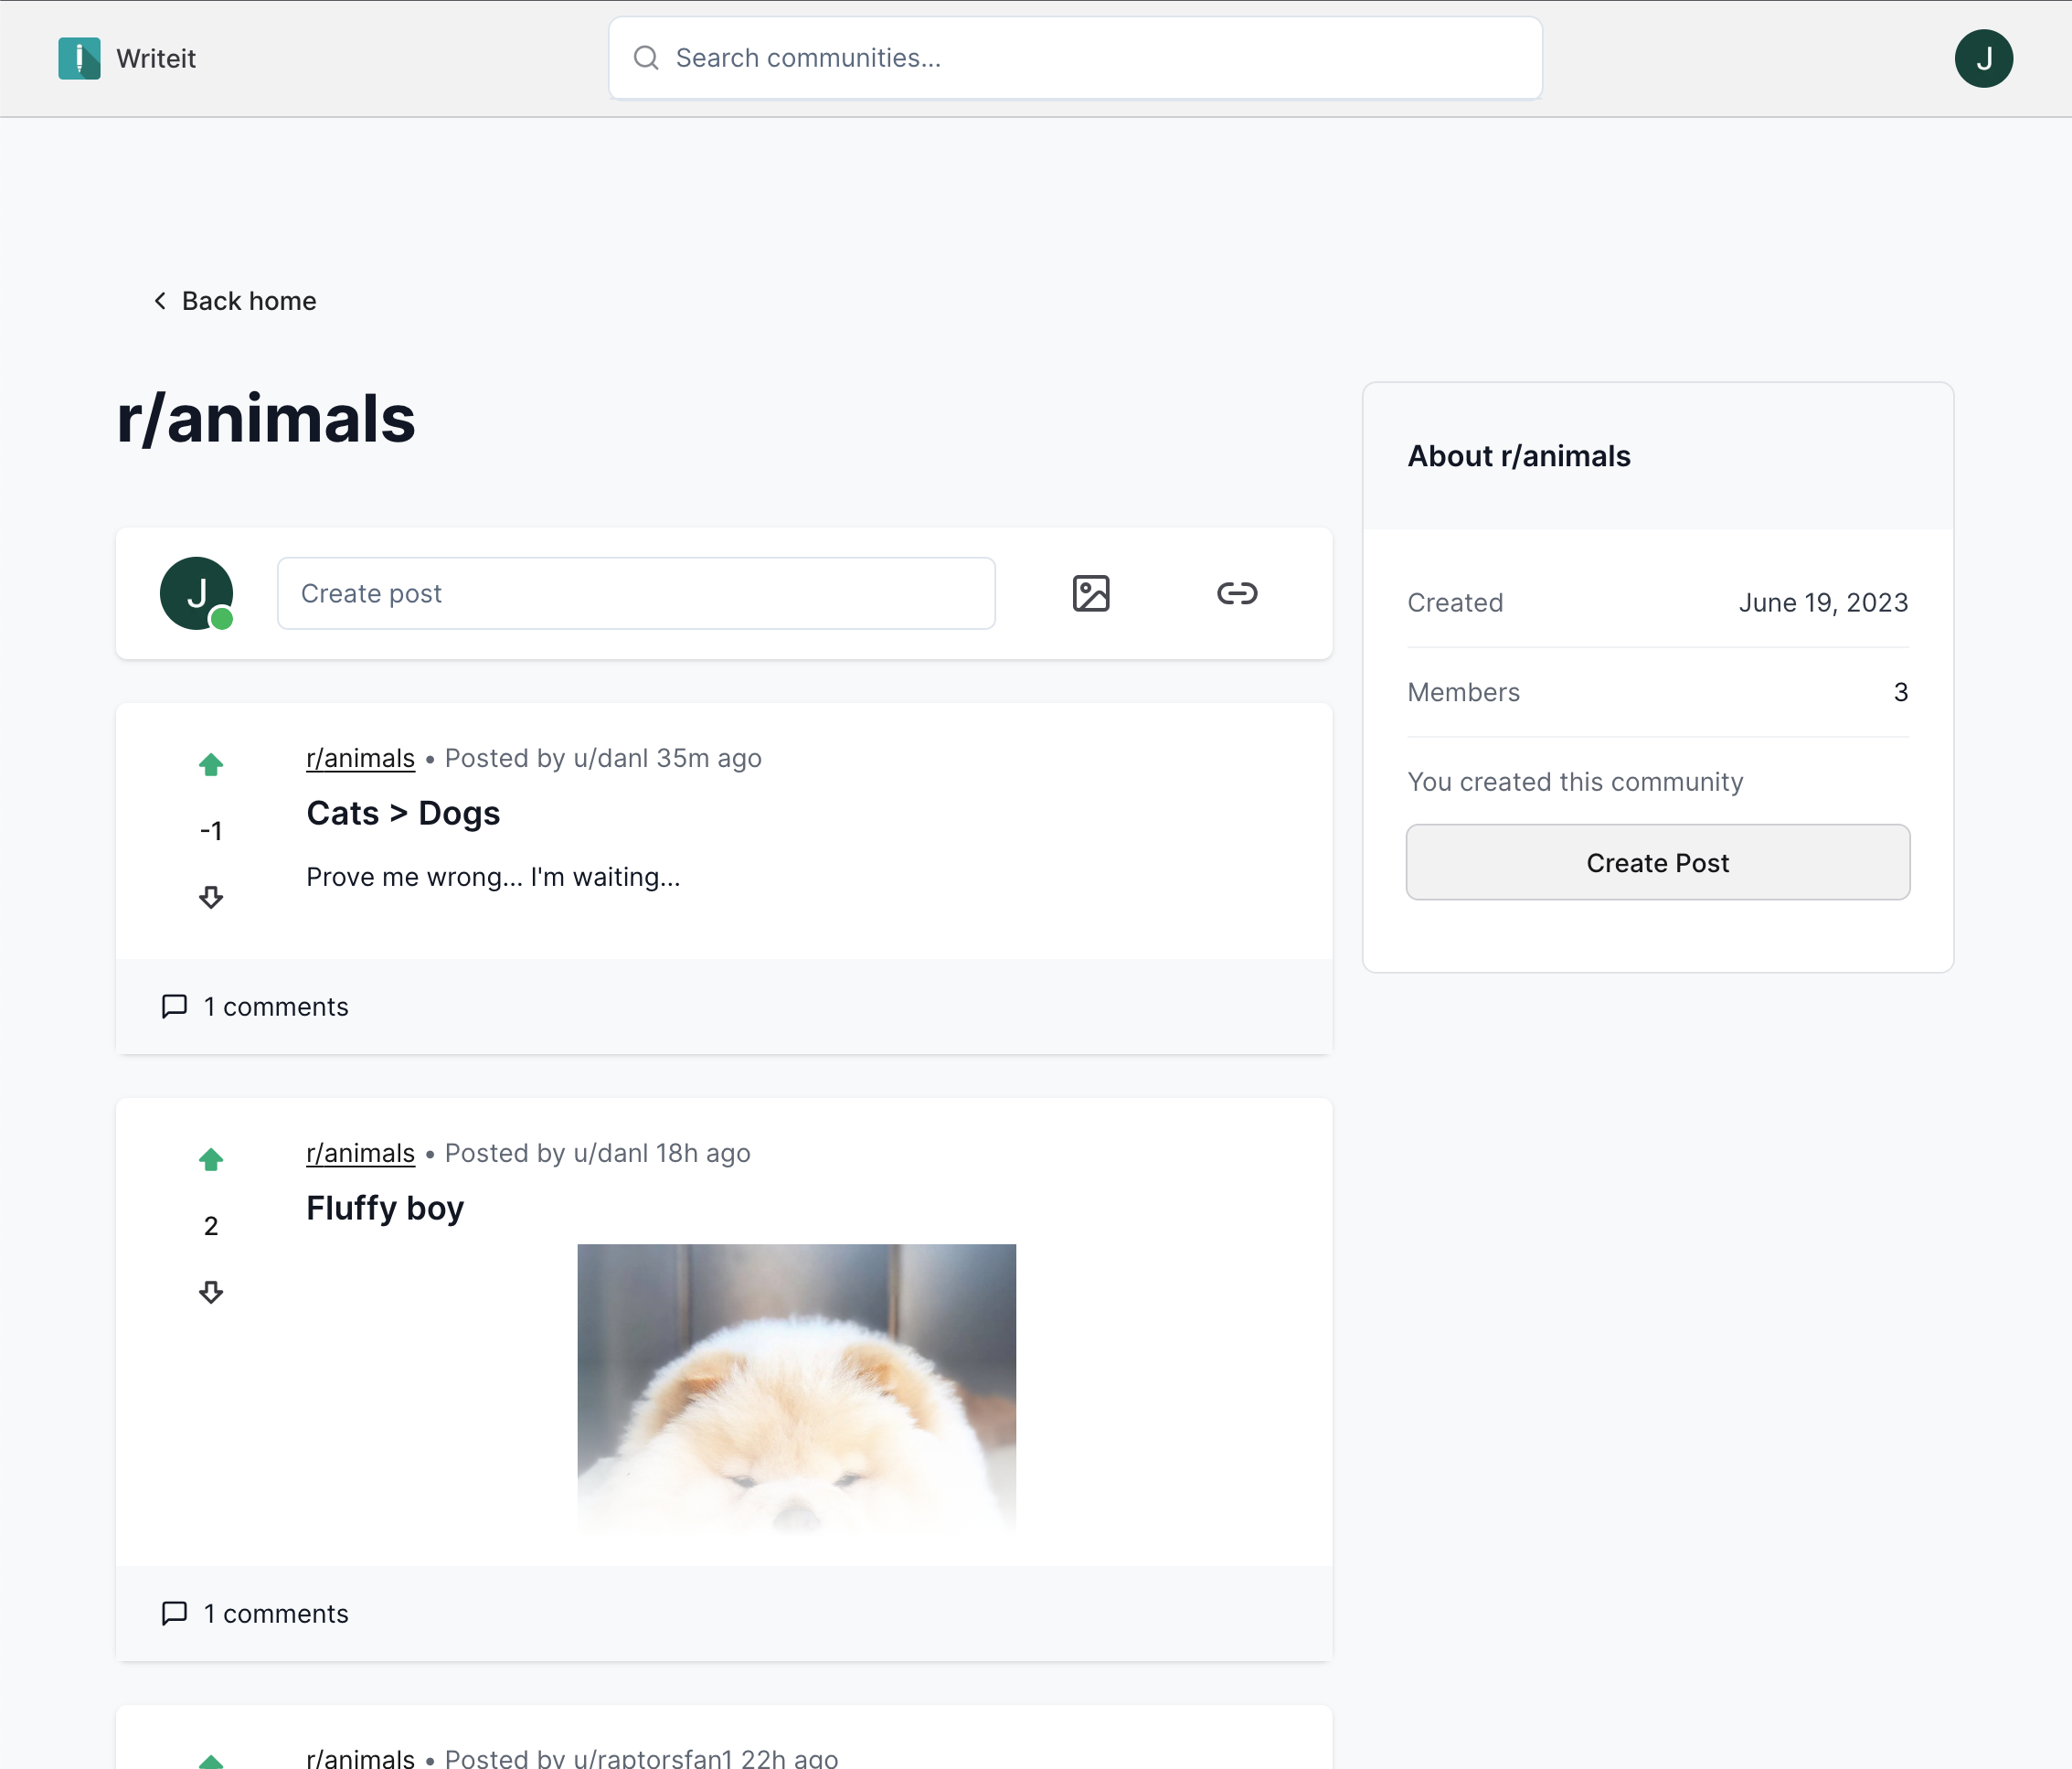 Writeit
Search communities...
J
Back home
r/animals
J
Create post
r/animals • Posted by u/danl 35m ago
-1
Cats > Dogs
Prove me wrong... I'm waiting...
1 comments
r/animals • Posted by u/danl 18h ago
2
Fluffy boy
1 comments
r/animals • Posted by u/raptorsfan1 22h ago
About r/animals
Created June 19, 2023
Members 3
You created this community
Create Post